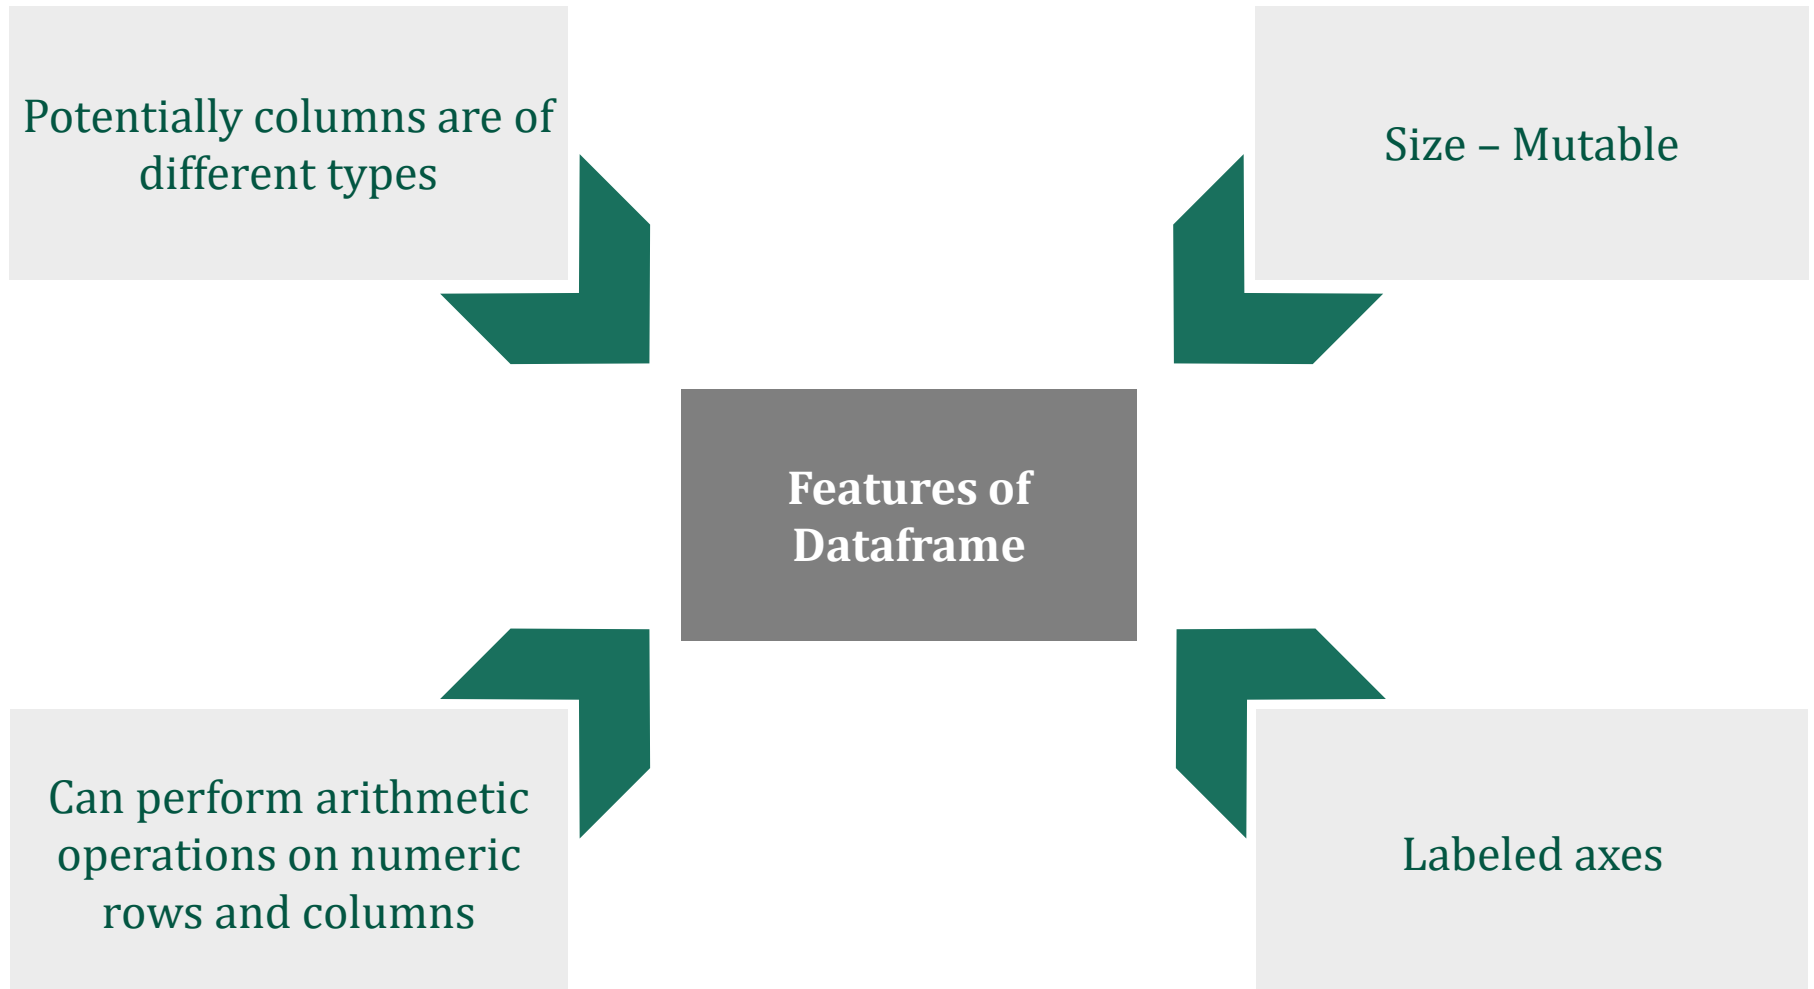 Potentially columns are of
different types
Size – Mutable
Features of
Dataframe
Can perform arithmetic
operations on numeric
rows and columns
Labeled axes